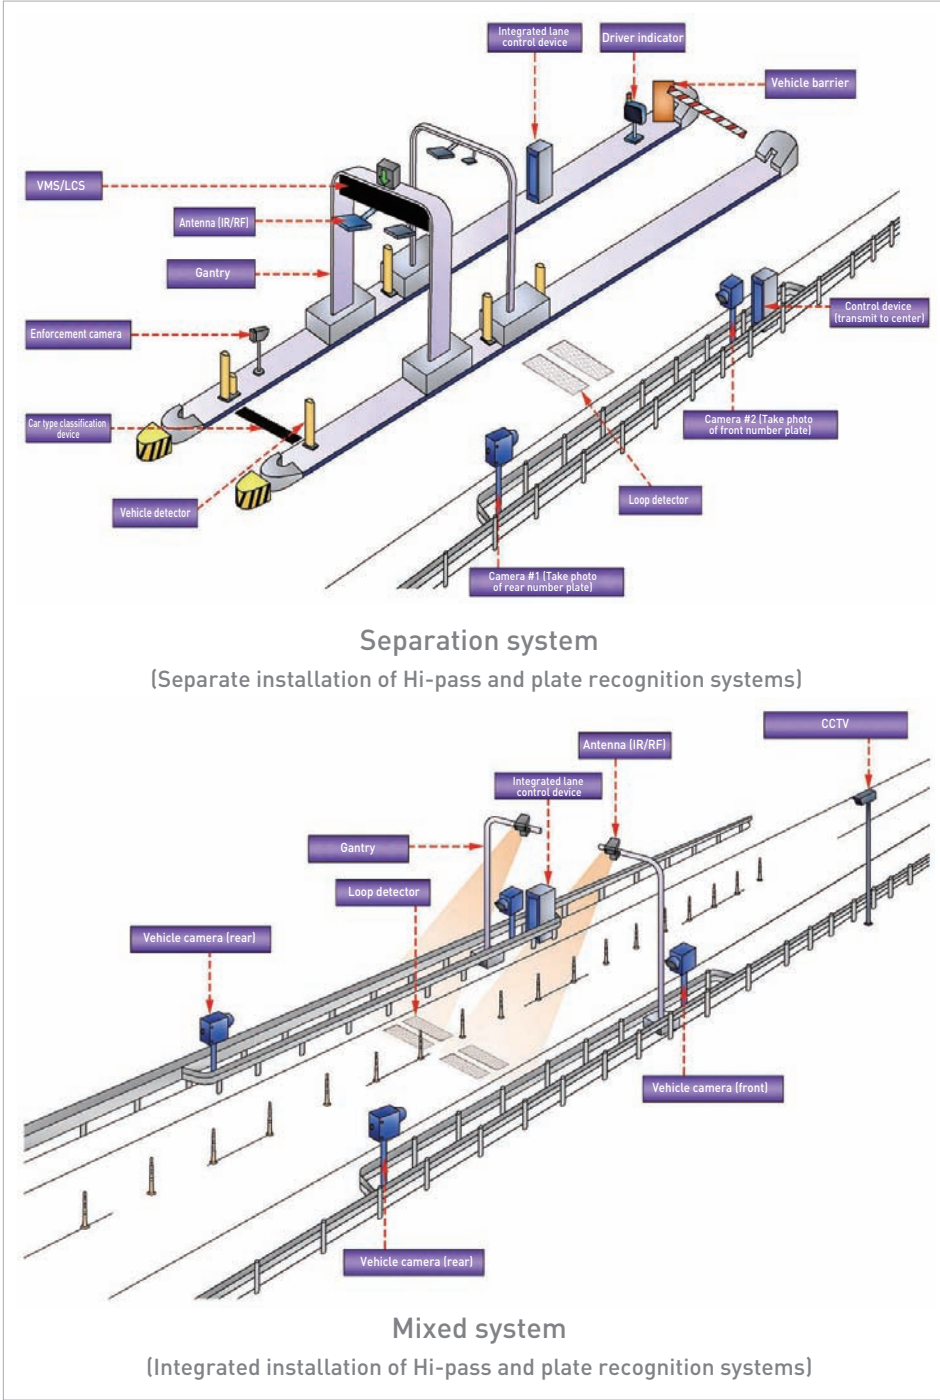 Integrated lane
control device
Driver indicator
Vehicle barrier
VMS/LCS
Antenna (IR/RF)
Gantry
Enforcement camera
Control device
(transmit to center)
Car type classification
device
Camera #2 (Take photo
of front number plate)
Vehicle detector
Loop detector
Camera #1 (Take photo
of rear number plate)
Separation system
(Separate installation of Hi-pass and plate recognition systems)
CCTV
Antenna (IR/RF)
Integrated lane
control device
Gantry
Loop detector
Vehicle camera (rear)
Vehicle camera (front)
Vehicle camera (rear)
Mixed system
(Integrated installation of Hi-pass and plate recognition systems)